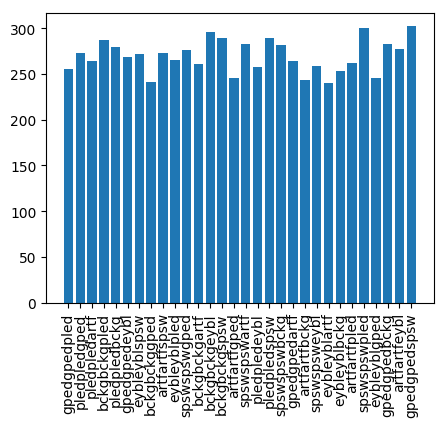 300
250
200
150
100
50
0
gpedgpedpled
pledpledgped
pledpledartf
bckgbckgpled
pledpledbckg
gpedgpedeybl
eybleyblspsw
bckgbckggped
artfartfspsw
eybleyblpled
spswspswgped
bckgbckgartf
bckgbckgeybl
bckgbckgspsw
artfartfgped
spswspswartf
pledpledeybl
pledpledspsw
spswspswbckg
gpedgpedartf
artfartfbckg
spswspsweybl
eybleyblartf
eybleyblbckg
artfartfpled
spswspswpled
eybleyblgped
gpedgpedbckg
artfartfeybl
gpedgpedspsw